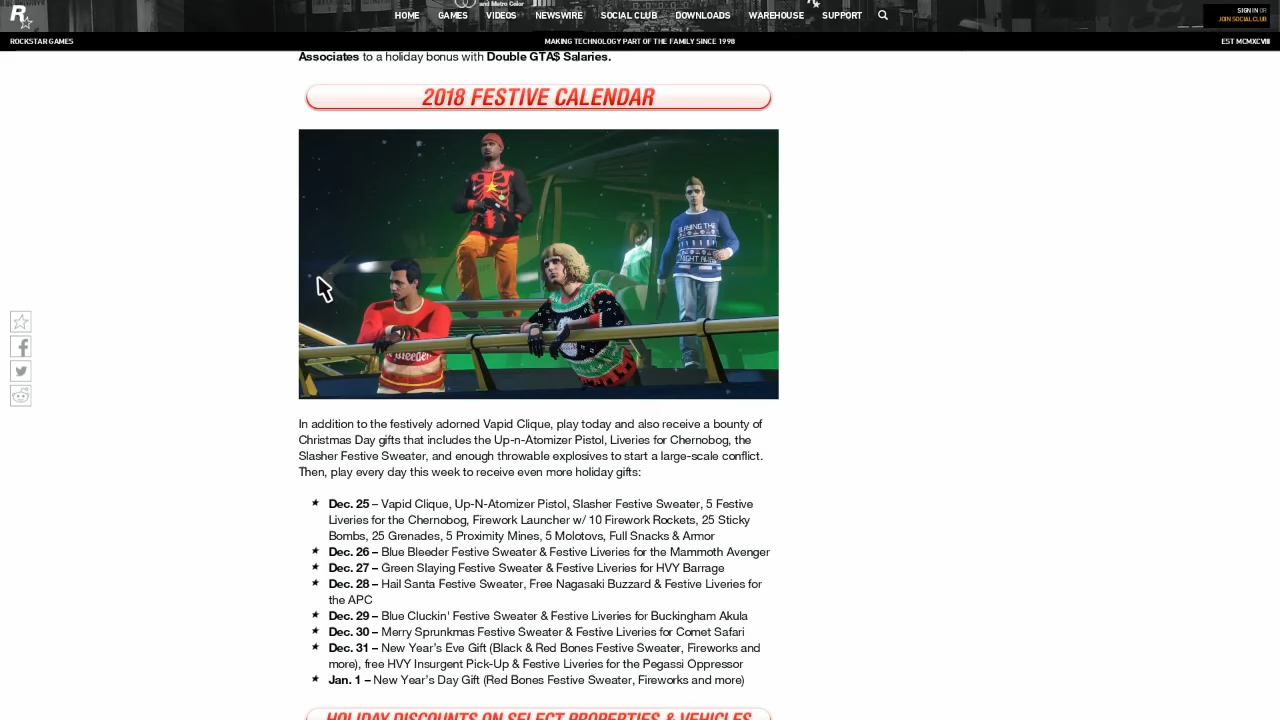 and Metro Color
R
HOME GAMES VIDEOS NEWSWIRE SOCIAL CLUB DOWNLOADS WAREHOUSE SUPPORT
SIGN IN OR
JOIN SOCIAL CLUB
ROCKSTAR GAMES MAKING TECHNOLOGY PART OF THE FAMILY SINCE 1998 EST MCMXCVIII
Associates to a holiday bonus with Double GTA$ Salaries.
2018 FESTIVE CALENDAR
SLAYING THE
NIGHT
Bleeder
In addition to the festively adorned Vapid Clique, play today and also receive a bounty of
Christmas Day gifts that includes the Up-n-Atomizer Pistol, Liveries for Chernobog, the
Slasher Festive Sweater, and enough throwable explosives to start a large-scale conflict.
Then, play every day this week to receive even more holiday gifts:
Dec. 25 – Vapid Clique, Up-N-Atomizer Pistol, Slasher Festive Sweater, 5 Festive
Liveries for the Chernobog, Firework Launcher w/ 10 Firework Rockets, 25 Sticky
Bombs, 25 Grenades, 5 Proximity Mines, 5 Molotovs, Full Snacks & Armor
Dec. 26 – Blue Bleeder Festive Sweater & Festive Liveries for the Mammoth Avenger
Dec. 27 – Green Slaying Festive Sweater & Festive Liveries for HVY Barrage
Dec. 28 – Hail Santa Festive Sweater, Free Nagasaki Buzzard & Festive Liveries for
the APC
Dec. 29 – Blue Cluckin' Festive Sweater & Festive Liveries for Buckingham Akula
Dec. 30 – Merry Sprunkmas Festive Sweater & Festive Liveries for Comet Safari
Dec. 31 – New Year's Eve Gift (Black & Red Bones Festive Sweater, Fireworks and
more), free HVY Insurgent Pick-Up & Festive Liveries for the Pegassi Oppressor
Jan. 1 – New Year's Day Gift (Red Bones Festive Sweater, Fireworks and more)
HOLIDAY DISCOUNTS ON SELECT PROPERTIES & VEHICLES